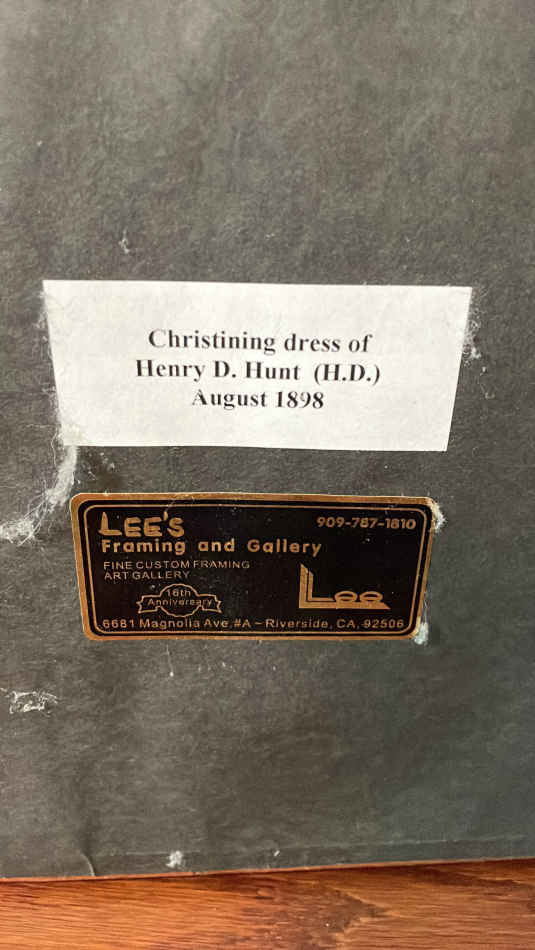 Christining dress of
Henry D. Hunt (H.D.)
August 1898
LEE'S
909-787-1810
Framing and Gallery
FINE CUSTOM FRAMING
ART GALLERY
16th
Anniversary
Lee
6681 Magnolia Ave. #A ~ Riverside, CA, 92506